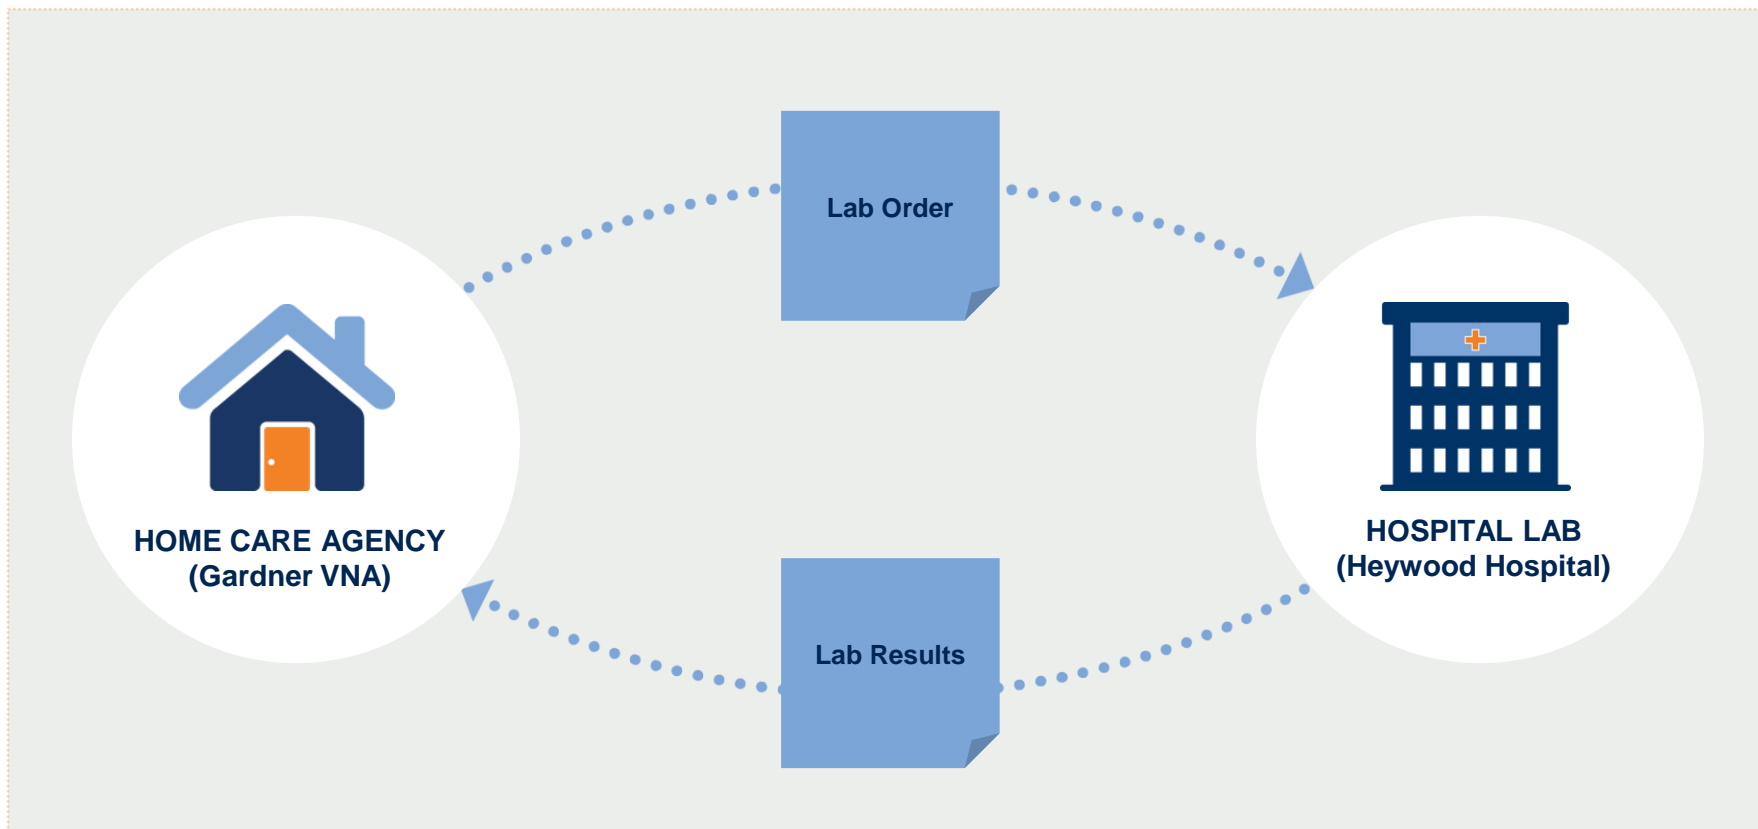 Lab Order
HOME CARE AGENCY
(Gardner VNA)
HOSPITAL LAB
(Heywood Hospital)
Lab Results